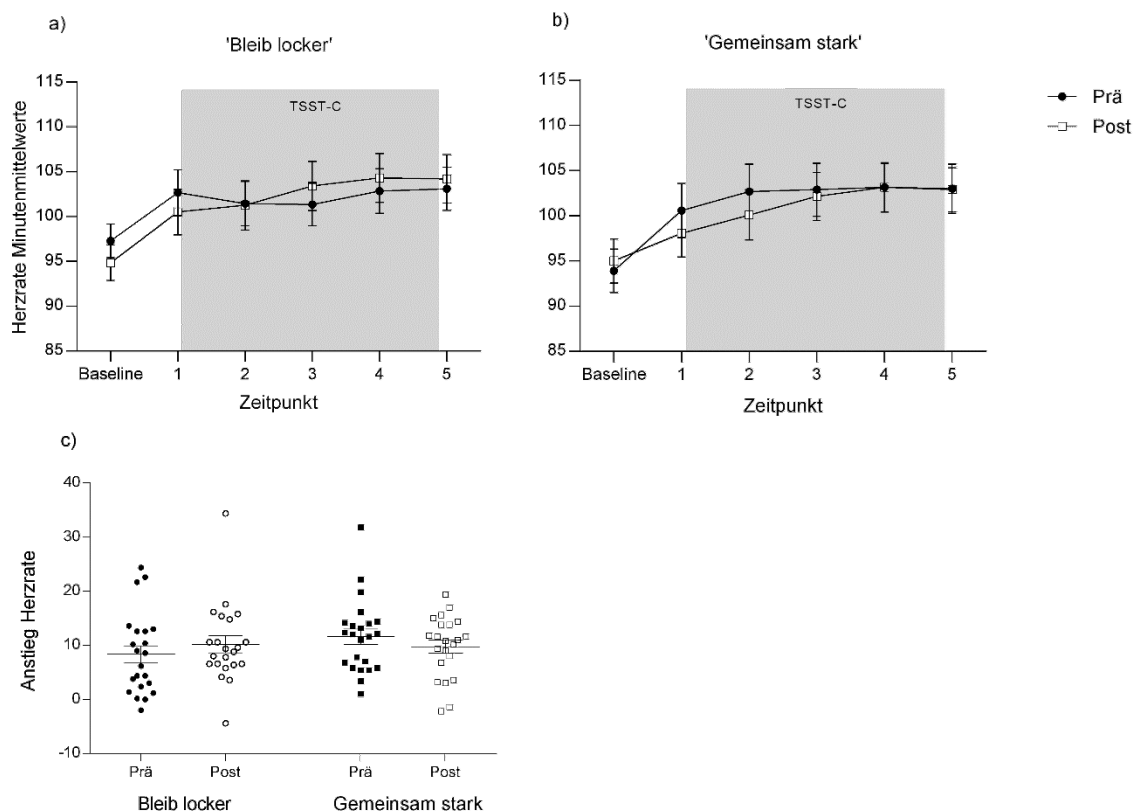 a)
'Bleib locker'
115
110
105
100
95
90
85
Herzrate Minutenmittelwerte
TSST-C
Baseline 1 2 3 4 5
Zeitpunkt
b)
'Gemeinsam stark'
115
110
105
100
95
90
85
TSST-C
Baseline 1 2 3 4 5
Zeitpunkt
Prä
Post
c)
40
30
20
10
0
-10
Anstieg Herzrate
Prä Post Prä Post
Bleib locker Gemeinsam stark